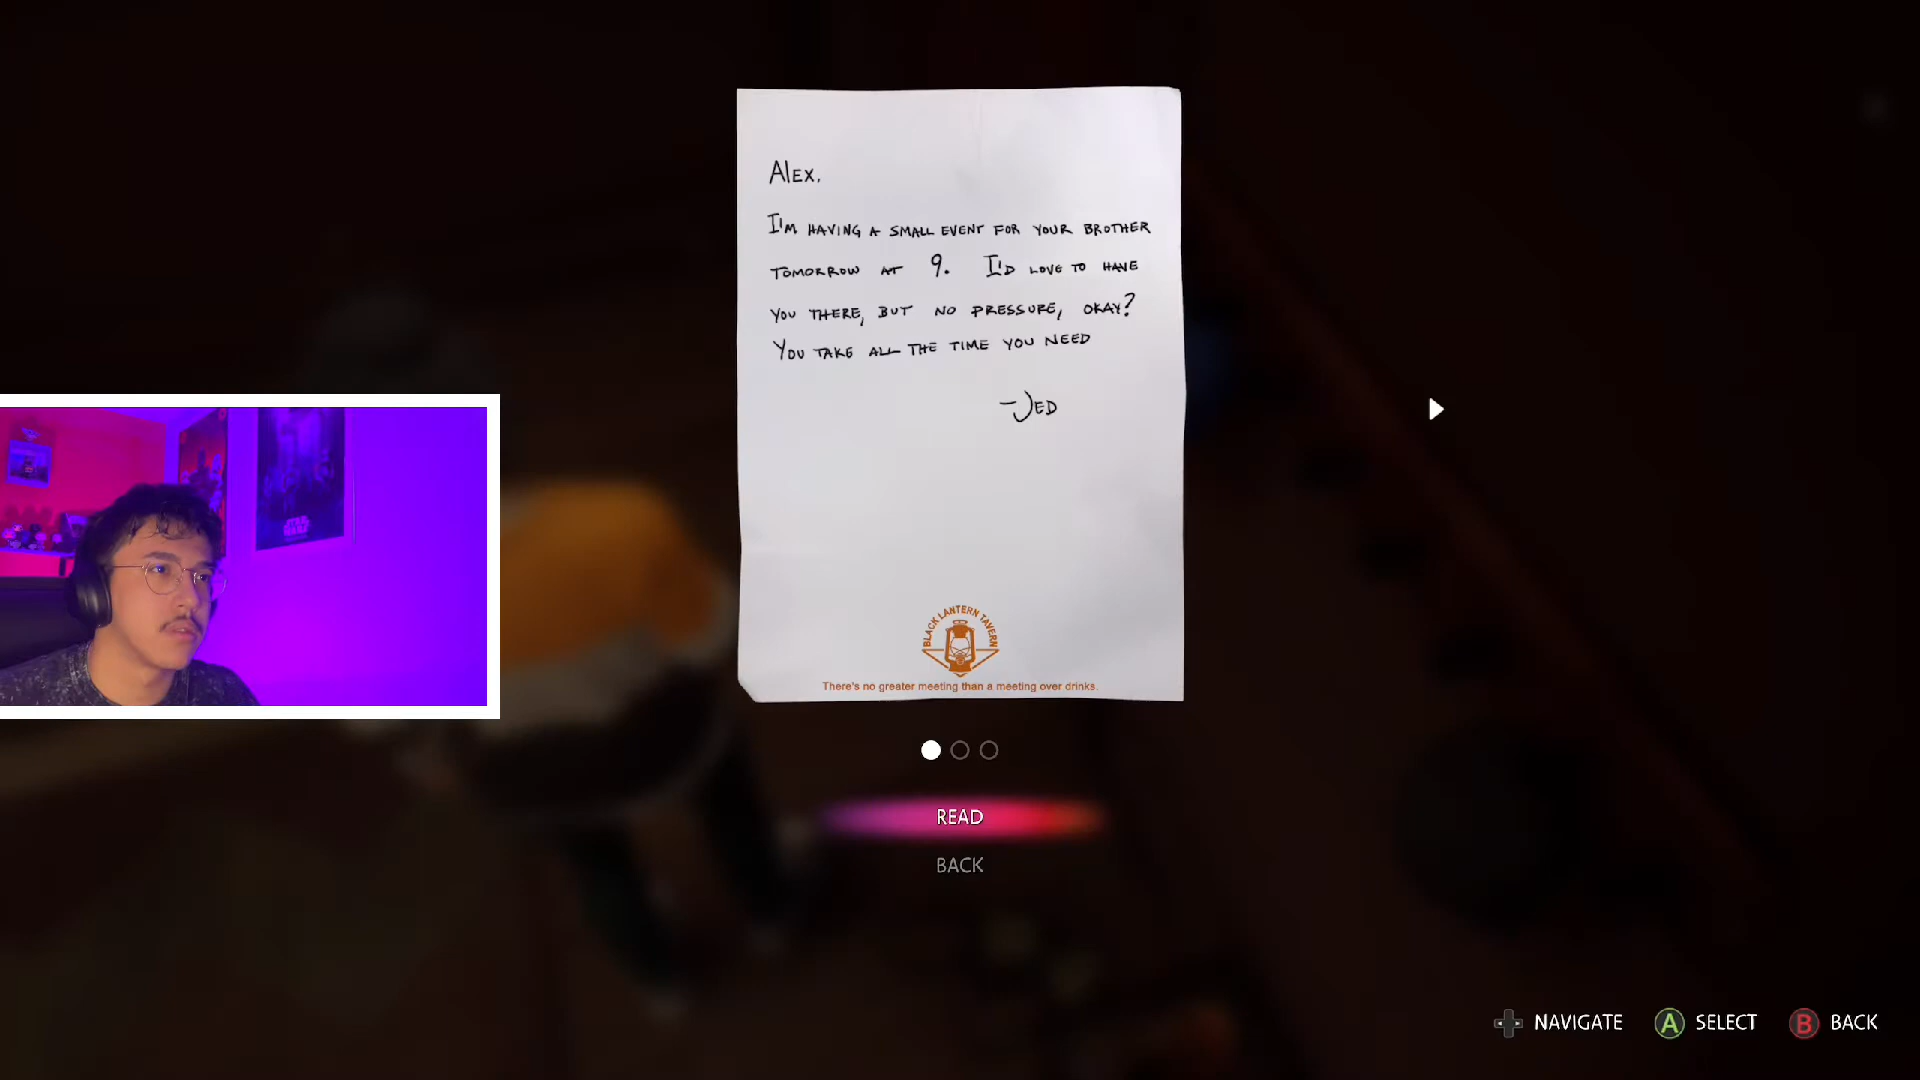 Alex.
I'm having a small event for your brother
tomorrow at 9. I'd love to have
you there, but no pressure, okay?
You take all the time you need
-Jed
BLACK LANTERN TAVERN
There's no greater meeting than a meeting over drinks.
STAR WARS
READ
BACK
NAVIGATE
A SELECT
B BACK